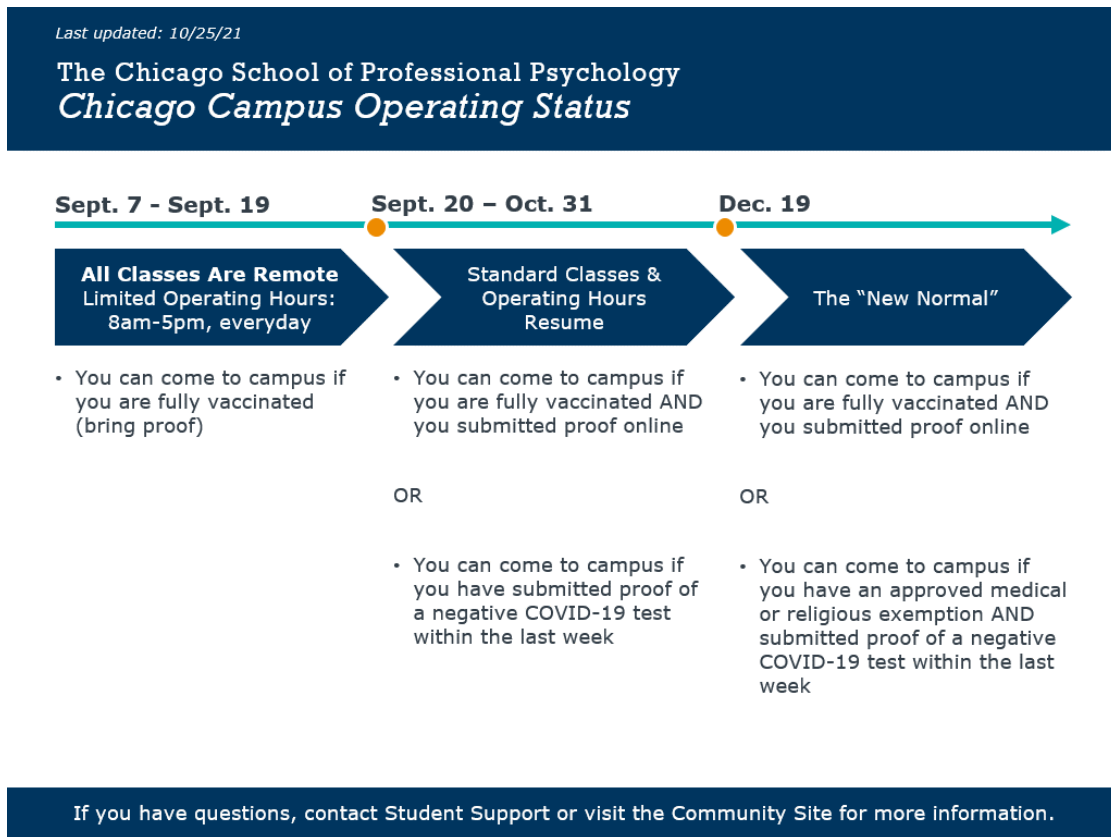 Last updated: 10/25/21
The Chicago School of Professional Psychology
Chicago Campus Operating Status
Sept. 7 - Sept. 19
Sept. 20 – Oct. 31
Dec. 19
All Classes Are Remote
Limited Operating Hours:
8am-5pm, everyday
Standard Classes &
Operating Hours
Resume
The “New Normal”
• You can come to campus if
you are fully vaccinated
(bring proof)
• You can come to campus if
you are fully vaccinated AND
you submitted proof online
OR
• You can come to campus if
you have submitted proof of
a negative COVID-19 test
within the last week
• You can come to campus if
you are fully vaccinated AND
you submitted proof online
OR
• You can come to campus if
you have an approved medical
or religious exemption AND
submitted proof of a negative
COVID-19 test within the last
week
If you have questions, contact Student Support or visit the Community Site for more information.